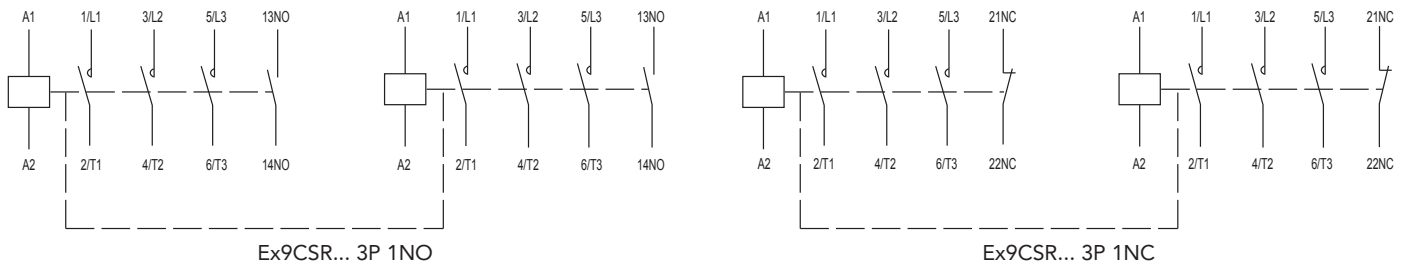 A1 1/L1 3/L2 5/L3 13NO A1 1/L1 3/L2 5/L3 13NO A1 1/L1 3/L2 5/L3 21NC A1 1/L1 3/L2 5/L3 21NC
A2 2/T1 4/T2 6/T3 14NO A2 2/T1 4/T2 6/T3 14NO A2 2/T1 4/T2 6/T3 22NC A2 2/T1 4/T2 6/T3 22NC
Ex9CSR... 3P 1NO Ex9CSR... 3P 1NC